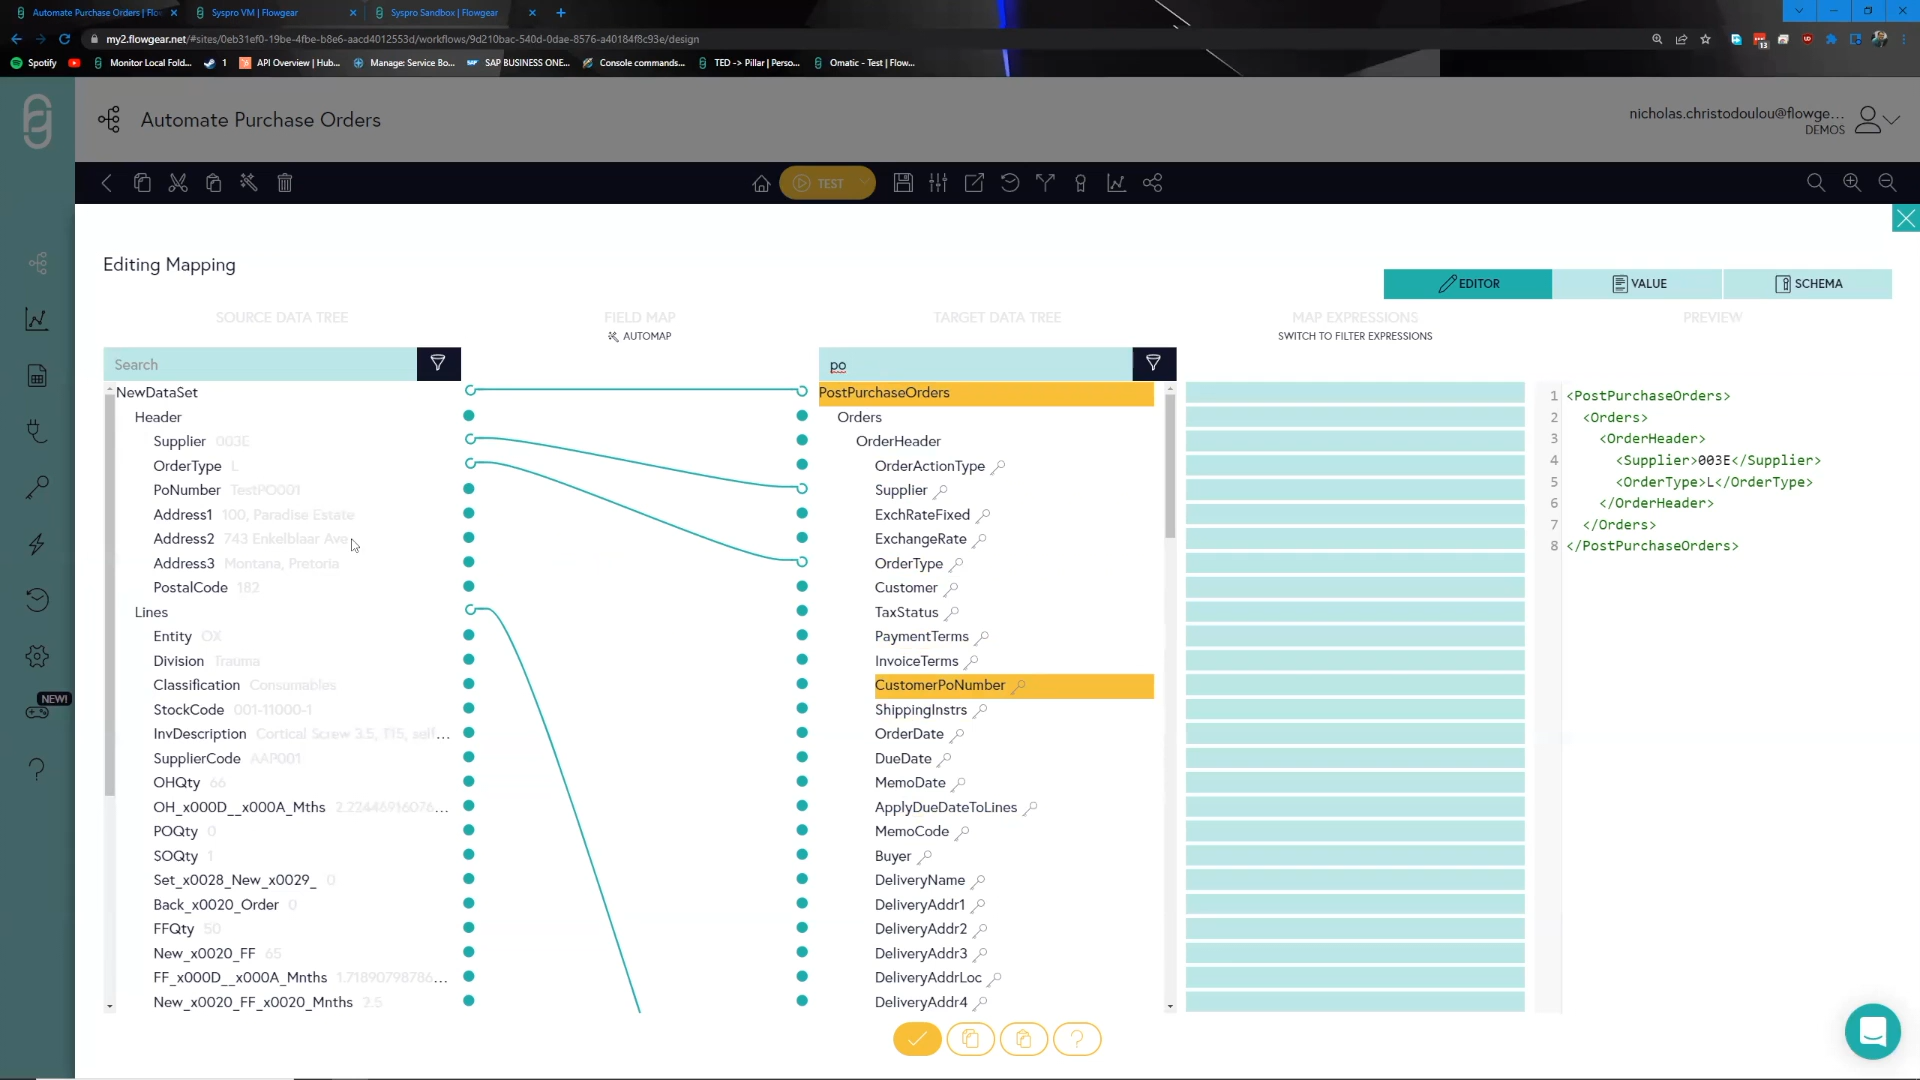 Automate Purchase Orders | Flo
Syspro VM | Flowgear
Syspro Sandbox | Flowgear
my2.flowgear.net/#sites/0eb31ef0-19be-4fbe-b8e6-aacd4012553d/workflows/9d210bac-540d-0dae-8576-a40184f8c93e/design
13
Spotify
1
Monitor Local Fold...
API Overview | Hub...
Manage: Service Bo...
SAP BUSINESS ONE...
Console commands...
TED -> Pillar | Perso...
Omatic - Test | Flow...
Automate Purchase Orders
nicholas.christodoulou@flowge...
DEMOS
TEST
Editing Mapping
EDITOR
VALUE
SCHEMA
SOURCE DATA TREE
FIELD MAP
TARGET DATA TREE
MAP EXPRESSIONS
PREVIEW
AUTOMAP
SWITCH TO FILTER EXPRESSIONS
Search
po
NewDataSet
Header
Supplier 003E
OrderType L
PoNumber TestPO001
Address1 100, Paradise Estate
Address2 743 Enkelblaar Ave
Address3 Montana, Pretoria
PostalCode 182
Lines
Entity OX
Division Trauma
Classification Consumables
StockCode 001-11000-1
InvDescription Cortical Screw 3.5, T15, self...
SupplierCode AAP001
OHQty 66
OH_x000D__x000A_Mths 2.22446916076...
POQty 0
SOQty 1
Set_x0028_New_x0029_ 0
Back_x0020_Order 0
FFQty 50
New_x0020_FF 65
FF_x000D__x000A_Mnths 1.71890798786...
New_x0020_FF_x0020_Mnths 2.5
PostPurchaseOrders
Orders
OrderHeader
OrderActionType
Supplier
ExchRateFixed
ExchangeRate
OrderType
Customer
TaxStatus
PaymentTerms
InvoiceTerms
CustomerPoNumber
ShippingInstrs
OrderDate
DueDate
MemoDate
ApplyDueDateToLines
MemoCode
Buyer
DeliveryName
DeliveryAddr1
DeliveryAddr2
DeliveryAddr3
DeliveryAddrLoc
DeliveryAddr4
1 <PostPurchaseOrders>
2 <Orders>
3 <OrderHeader>
4 <Supplier>003E</Supplier>
5 <OrderType>L</OrderType>
6 </OrderHeader>
7 </Orders>
8 </PostPurchaseOrders>
NEW!